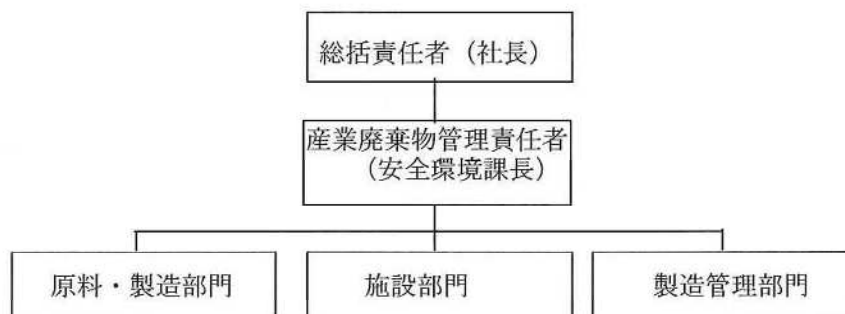 総括責任者（社長）
産業廃棄物管理責任者
（安全環境課長）
原料・製造部門
施設部門
製造管理部門